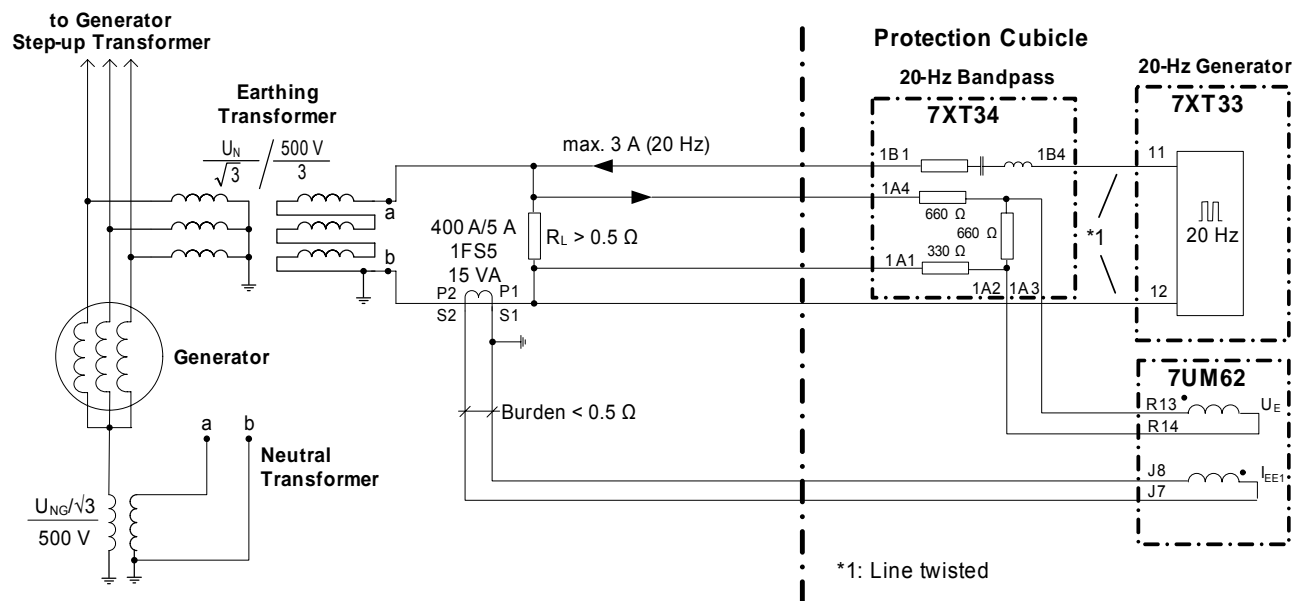 to Generator
Step-up Transformer
Earthing
Transformer
U_N
√3
/
500 V
3
a
b
max. 3 A (20 Hz)
400 A/5 A
1FS5
15 VA
R_L > 0.5 Ω
P2 P1
S2 S1
Burden < 0.5 Ω
Generator
a b
Neutral
Transformer
U_NG/√3
500 V
Protection Cubicle
20-Hz Bandpass
7XT34
1B1
1B4
1A4
660 Ω
660 Ω
330 Ω
1A1
1A2 1A3
*1
20-Hz Generator
7XT33
11
20 Hz
12
7UM62
R13
U_E
R14
J8
I_EE1
J7
*1: Line twisted